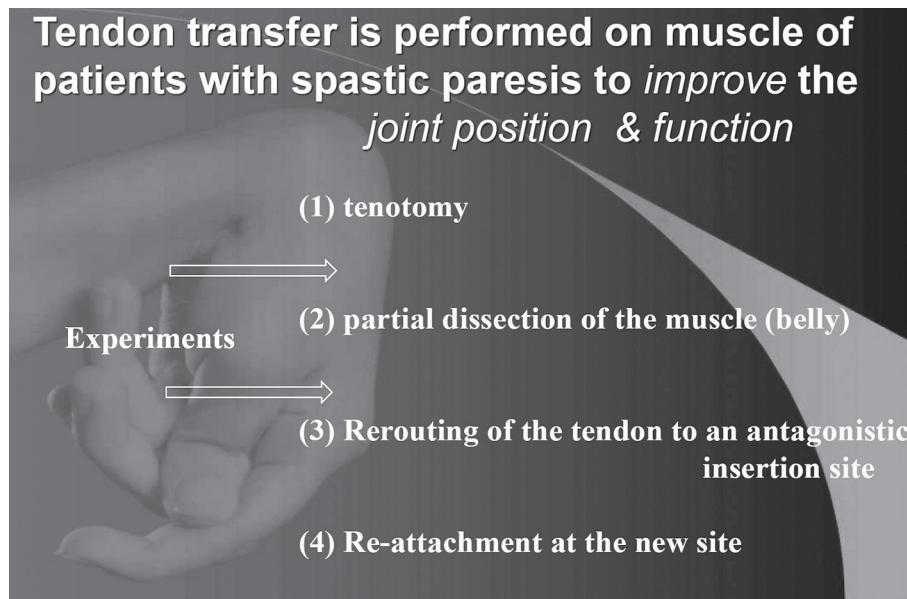 Tendon transfer is performed on muscle of
patients with spastic paresis to improve the
joint position & function
(1) tenotomy
(2) partial dissection of the muscle (belly)
Experiments
(3) Rerouting of the tendon to an antagonistic
insertion site
(4) Re-attachment at the new site